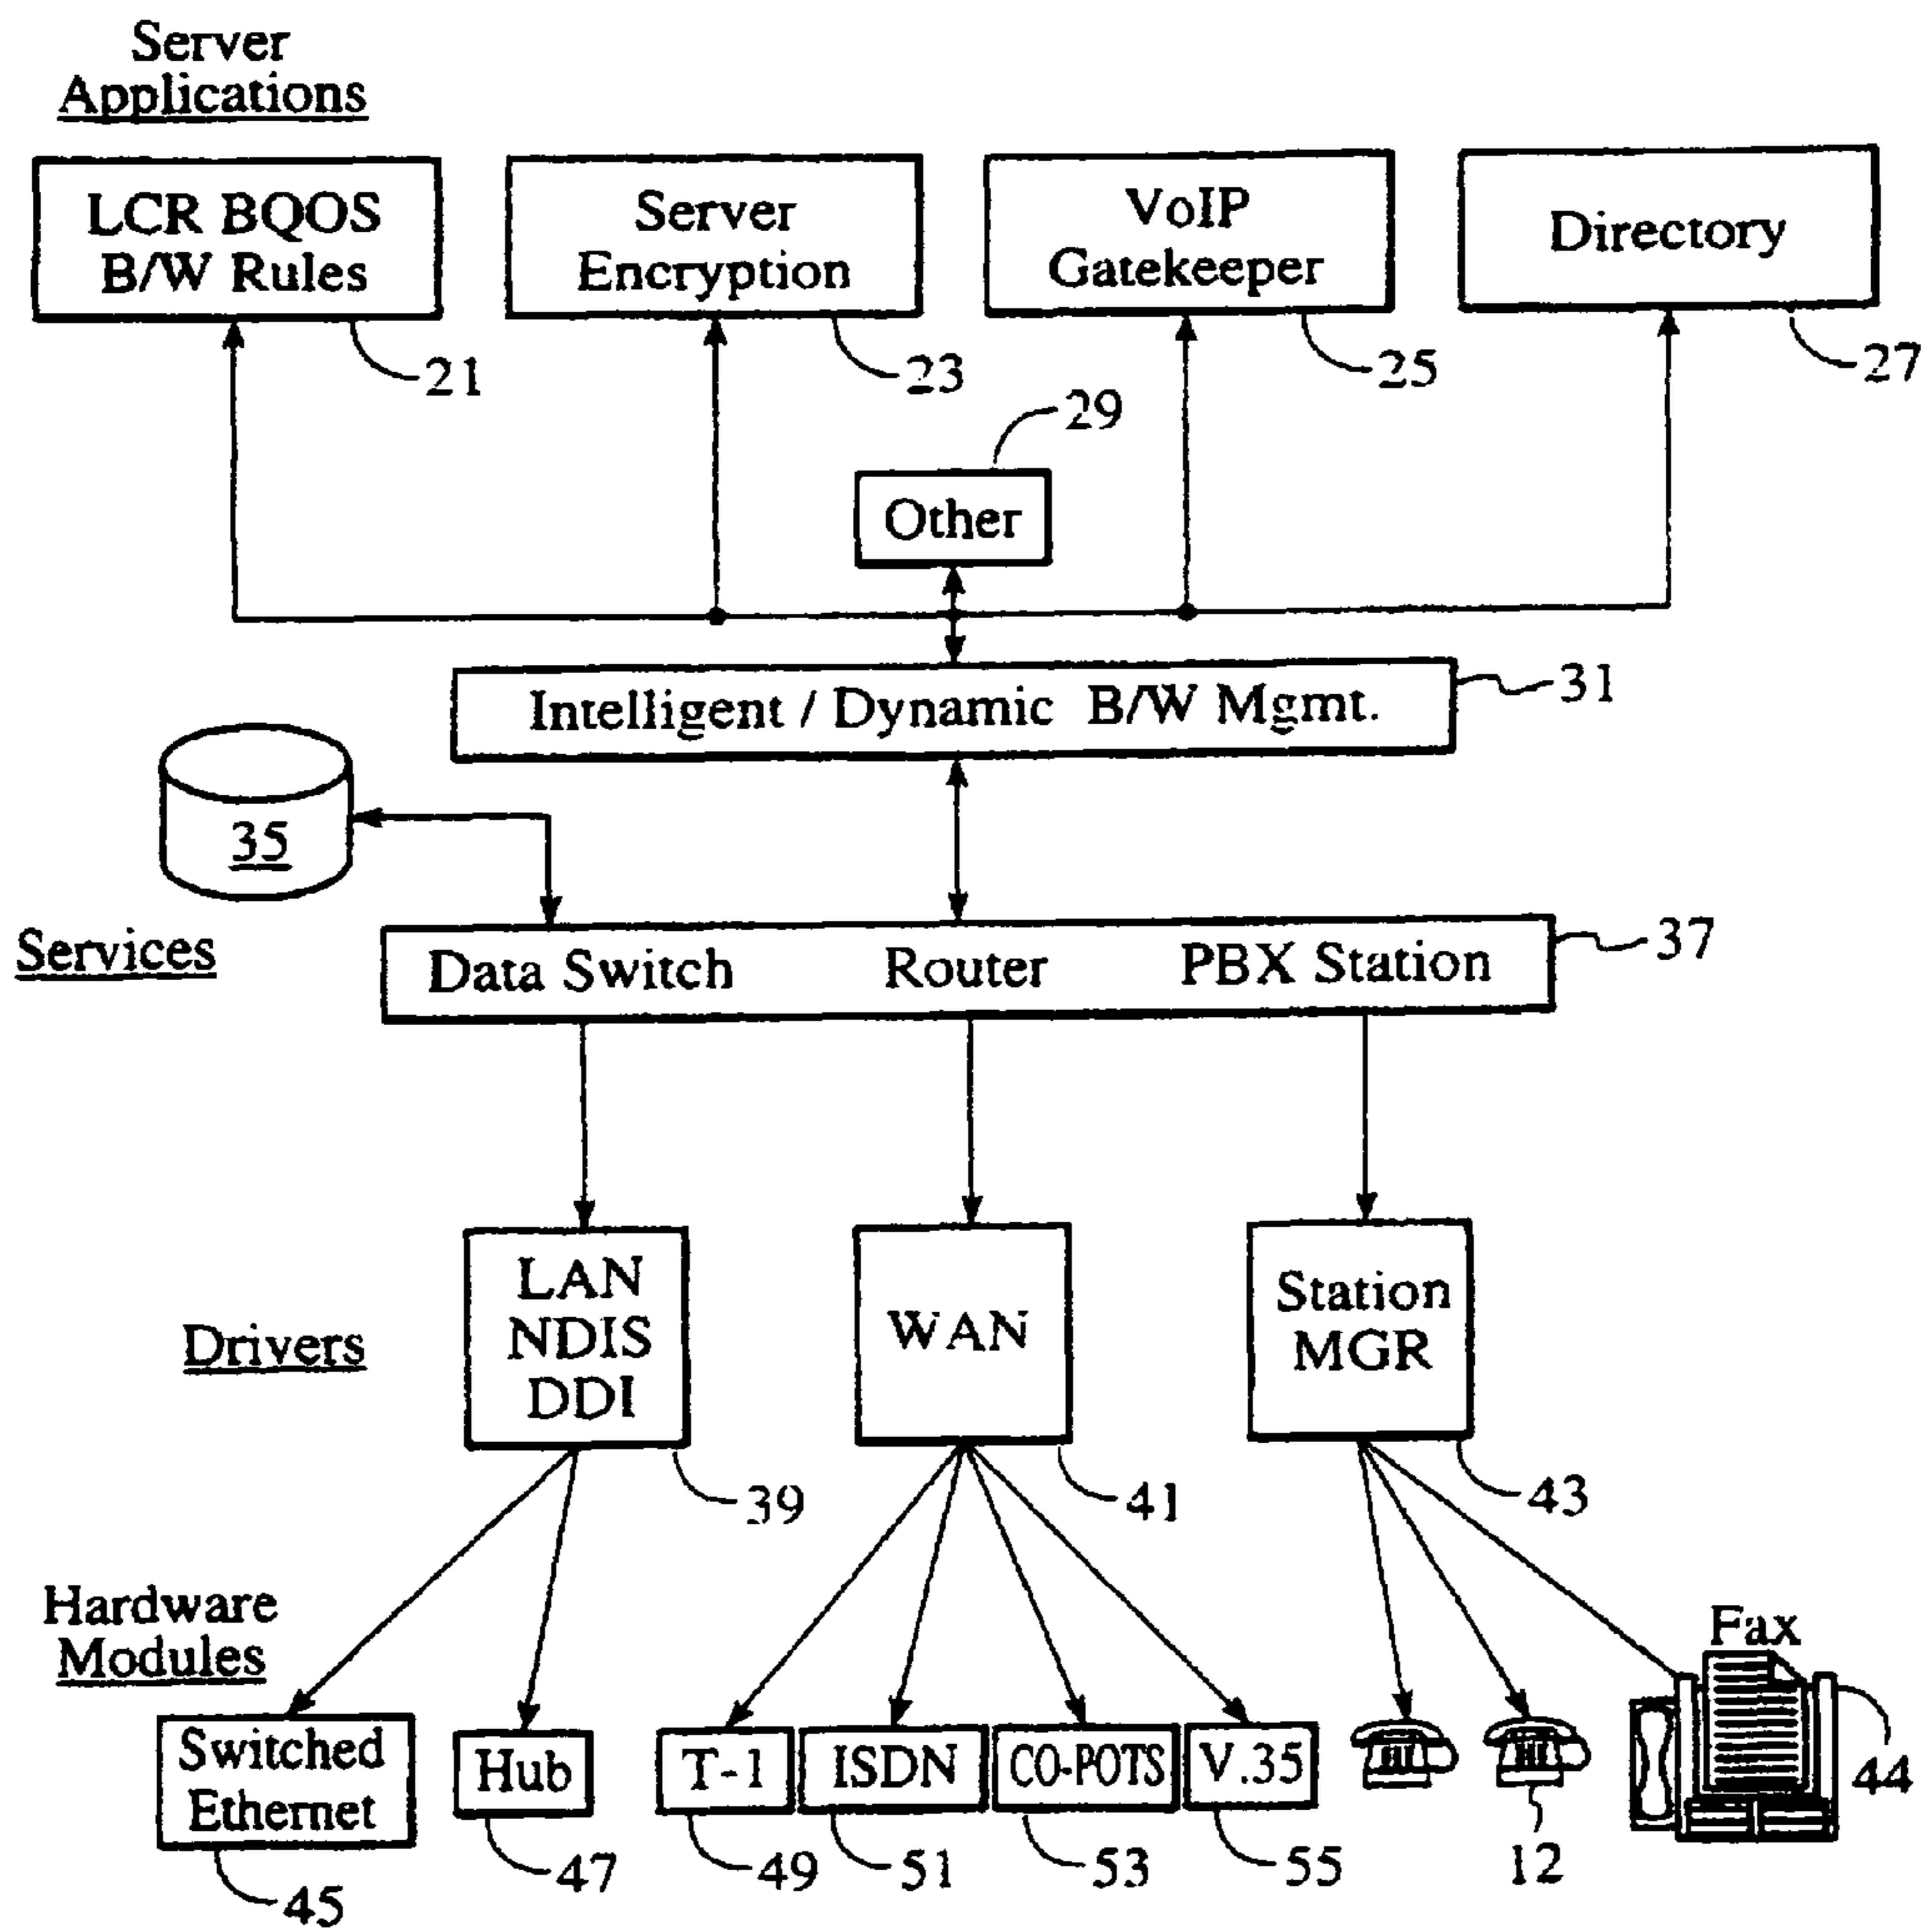 Server
Applications
LCR BQOS
B/W Rules
Server
Encryption
VoIP
Gatekeeper
Directory
21
23
25
27
29
Other
Intelligent / Dynamic B/W Mgmt.
31
35
Services
Data Switch Router PBX Station
37
Drivers
LAN
NDIS
DDI
WAN
Station
MGR
39
41
43
Hardware
Modules
Fax
Switched
Ethernet
Hub
T-1
ISDN
CO-POTS
V.35
44
45
47
49
51
53
55
12